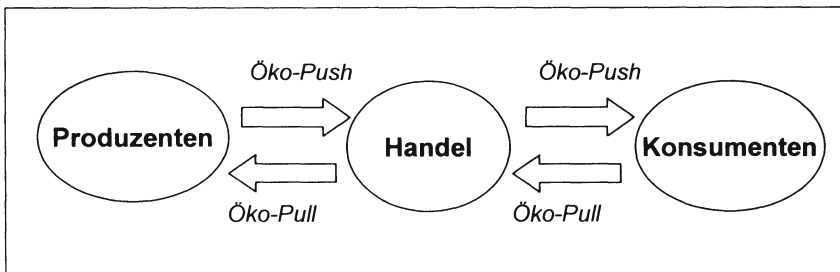 Öko-Push Öko-Push
Produzenten Handel Konsumenten
Öko-Pull Öko-Pull